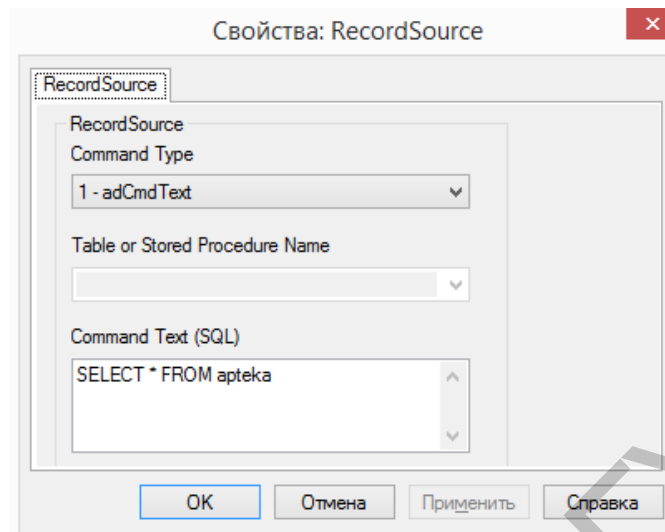 Свойства: RecordSource
RecordSource
RecordSource
Command Type
1 - adCmdText
Table or Stored Procedure Name
Command Text (SQL)
SELECT * FROM apteka
OK Отмена Применить Справка